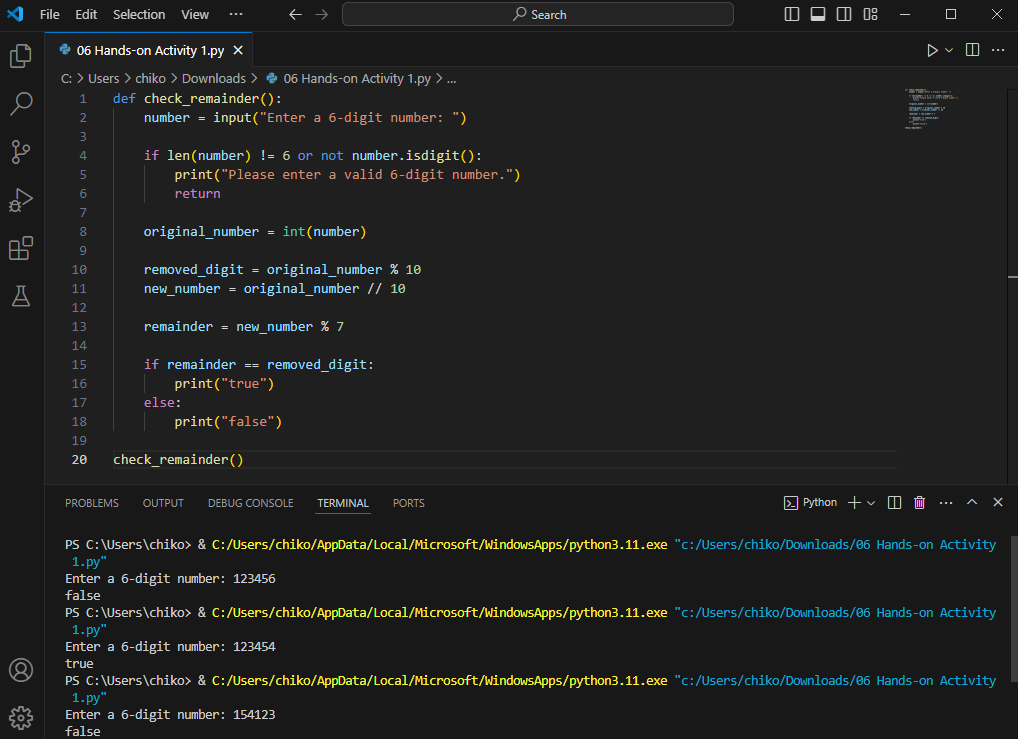 File Edit Selection View ··· Search
06 Hands-on Activity 1.py
C: > Users > chiko > Downloads > 06 Hands-on Activity 1.py > ...
1 def check_remainder():
2 number = input("Enter a 6-digit number: ")
3
4 if len(number) != 6 or not number.isdigit():
5 print("Please enter a valid 6-digit number.")
6 return
7
8 original_number = int(number)
9
10 removed_digit = original_number % 10
11 new_number = original_number // 10
12
13 remainder = new_number % 7
14
15 if remainder == removed_digit:
16 print("true")
17 else:
18 print("false")
19
20 check_remainder()
PROBLEMS OUTPUT DEBUG CONSOLE TERMINAL PORTS Python
PS C:\Users\chiko> & C:/Users/chiko/AppData/Local/Microsoft/WindowsApps/python3.11.exe "c:/Users/chiko/Downloads/06 Hands-on Activity
1.py"
Enter a 6-digit number: 123456
false
PS C:\Users\chiko> & C:/Users/chiko/AppData/Local/Microsoft/WindowsApps/python3.11.exe "c:/Users/chiko/Downloads/06 Hands-on Activity
1.py"
Enter a 6-digit number: 123454
true
PS C:\Users\chiko> & C:/Users/chiko/AppData/Local/Microsoft/WindowsApps/python3.11.exe "c:/Users/chiko/Downloads/06 Hands-on Activity
1.py"
Enter a 6-digit number: 154123
false